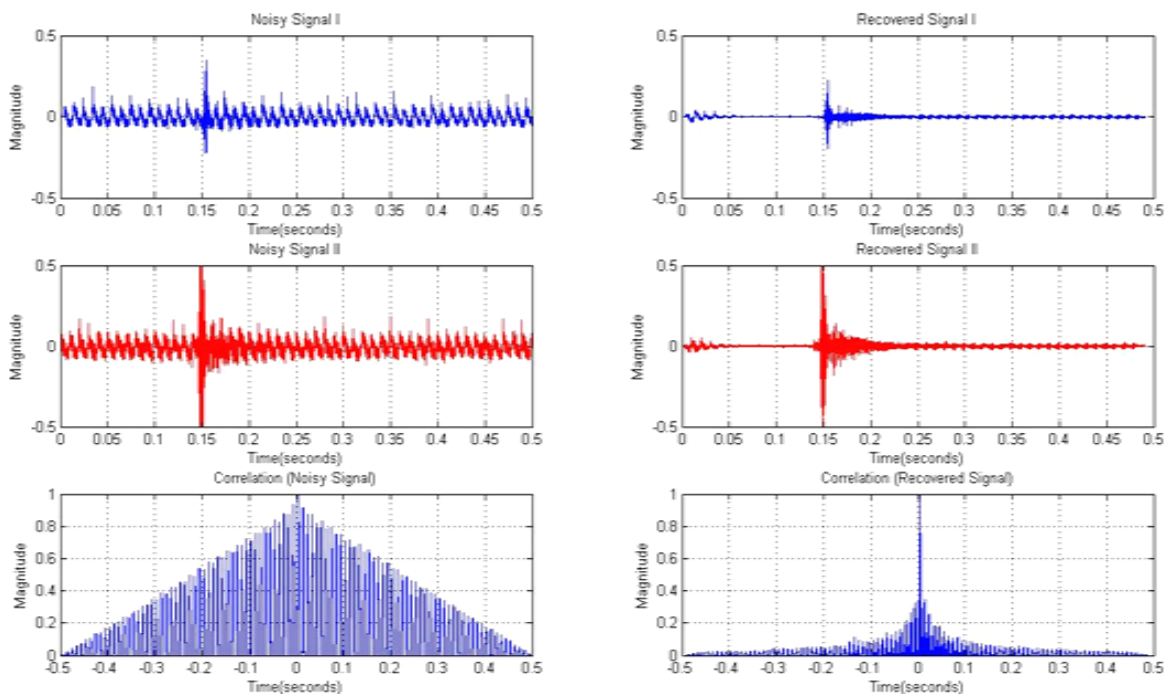 Noisy Signal I
0.5
0
-0.5
Magnitude
0 0.05 0.1 0.15 0.2 0.25 0.3 0.35 0.4 0.45 0.5
Time(seconds)
Recovered Signal I
0.5
0
-0.5
Magnitude
0.05 0.1 0.15 0.2 0.25 0.3 0.35 0.4 0.45 0.5
Time(seconds)
Noisy Signal II
0.5
0
-0.5
Magnitude
0 0.05 0.1 0.15 0.2 0.25 0.3 0.35 0.4 0.45 0.5
Time(seconds)
Recovered Signal II
0.5
0
-0.5
Magnitude
0.05 0.1 0.15 0.2 0.25 0.3 0.35 0.4 0.45 0.5
Time(seconds)
Correlation (Noisy Signal)
1
0.8
0.6
0.4
0.2
0
Magnitude
-0.5 -0.4 -0.3 -0.2 -0.1 0 0.1 0.2 0.3 0.4 0.5
Time(seconds)
Correlation (Recovered Signal)
1
0.8
0.6
0.4
0.2
0
Magnitude
-0.5 -0.4 -0.3 -0.2 -0.1 0 0.1 0.2 0.3 0.4 0.5
Time(seconds)